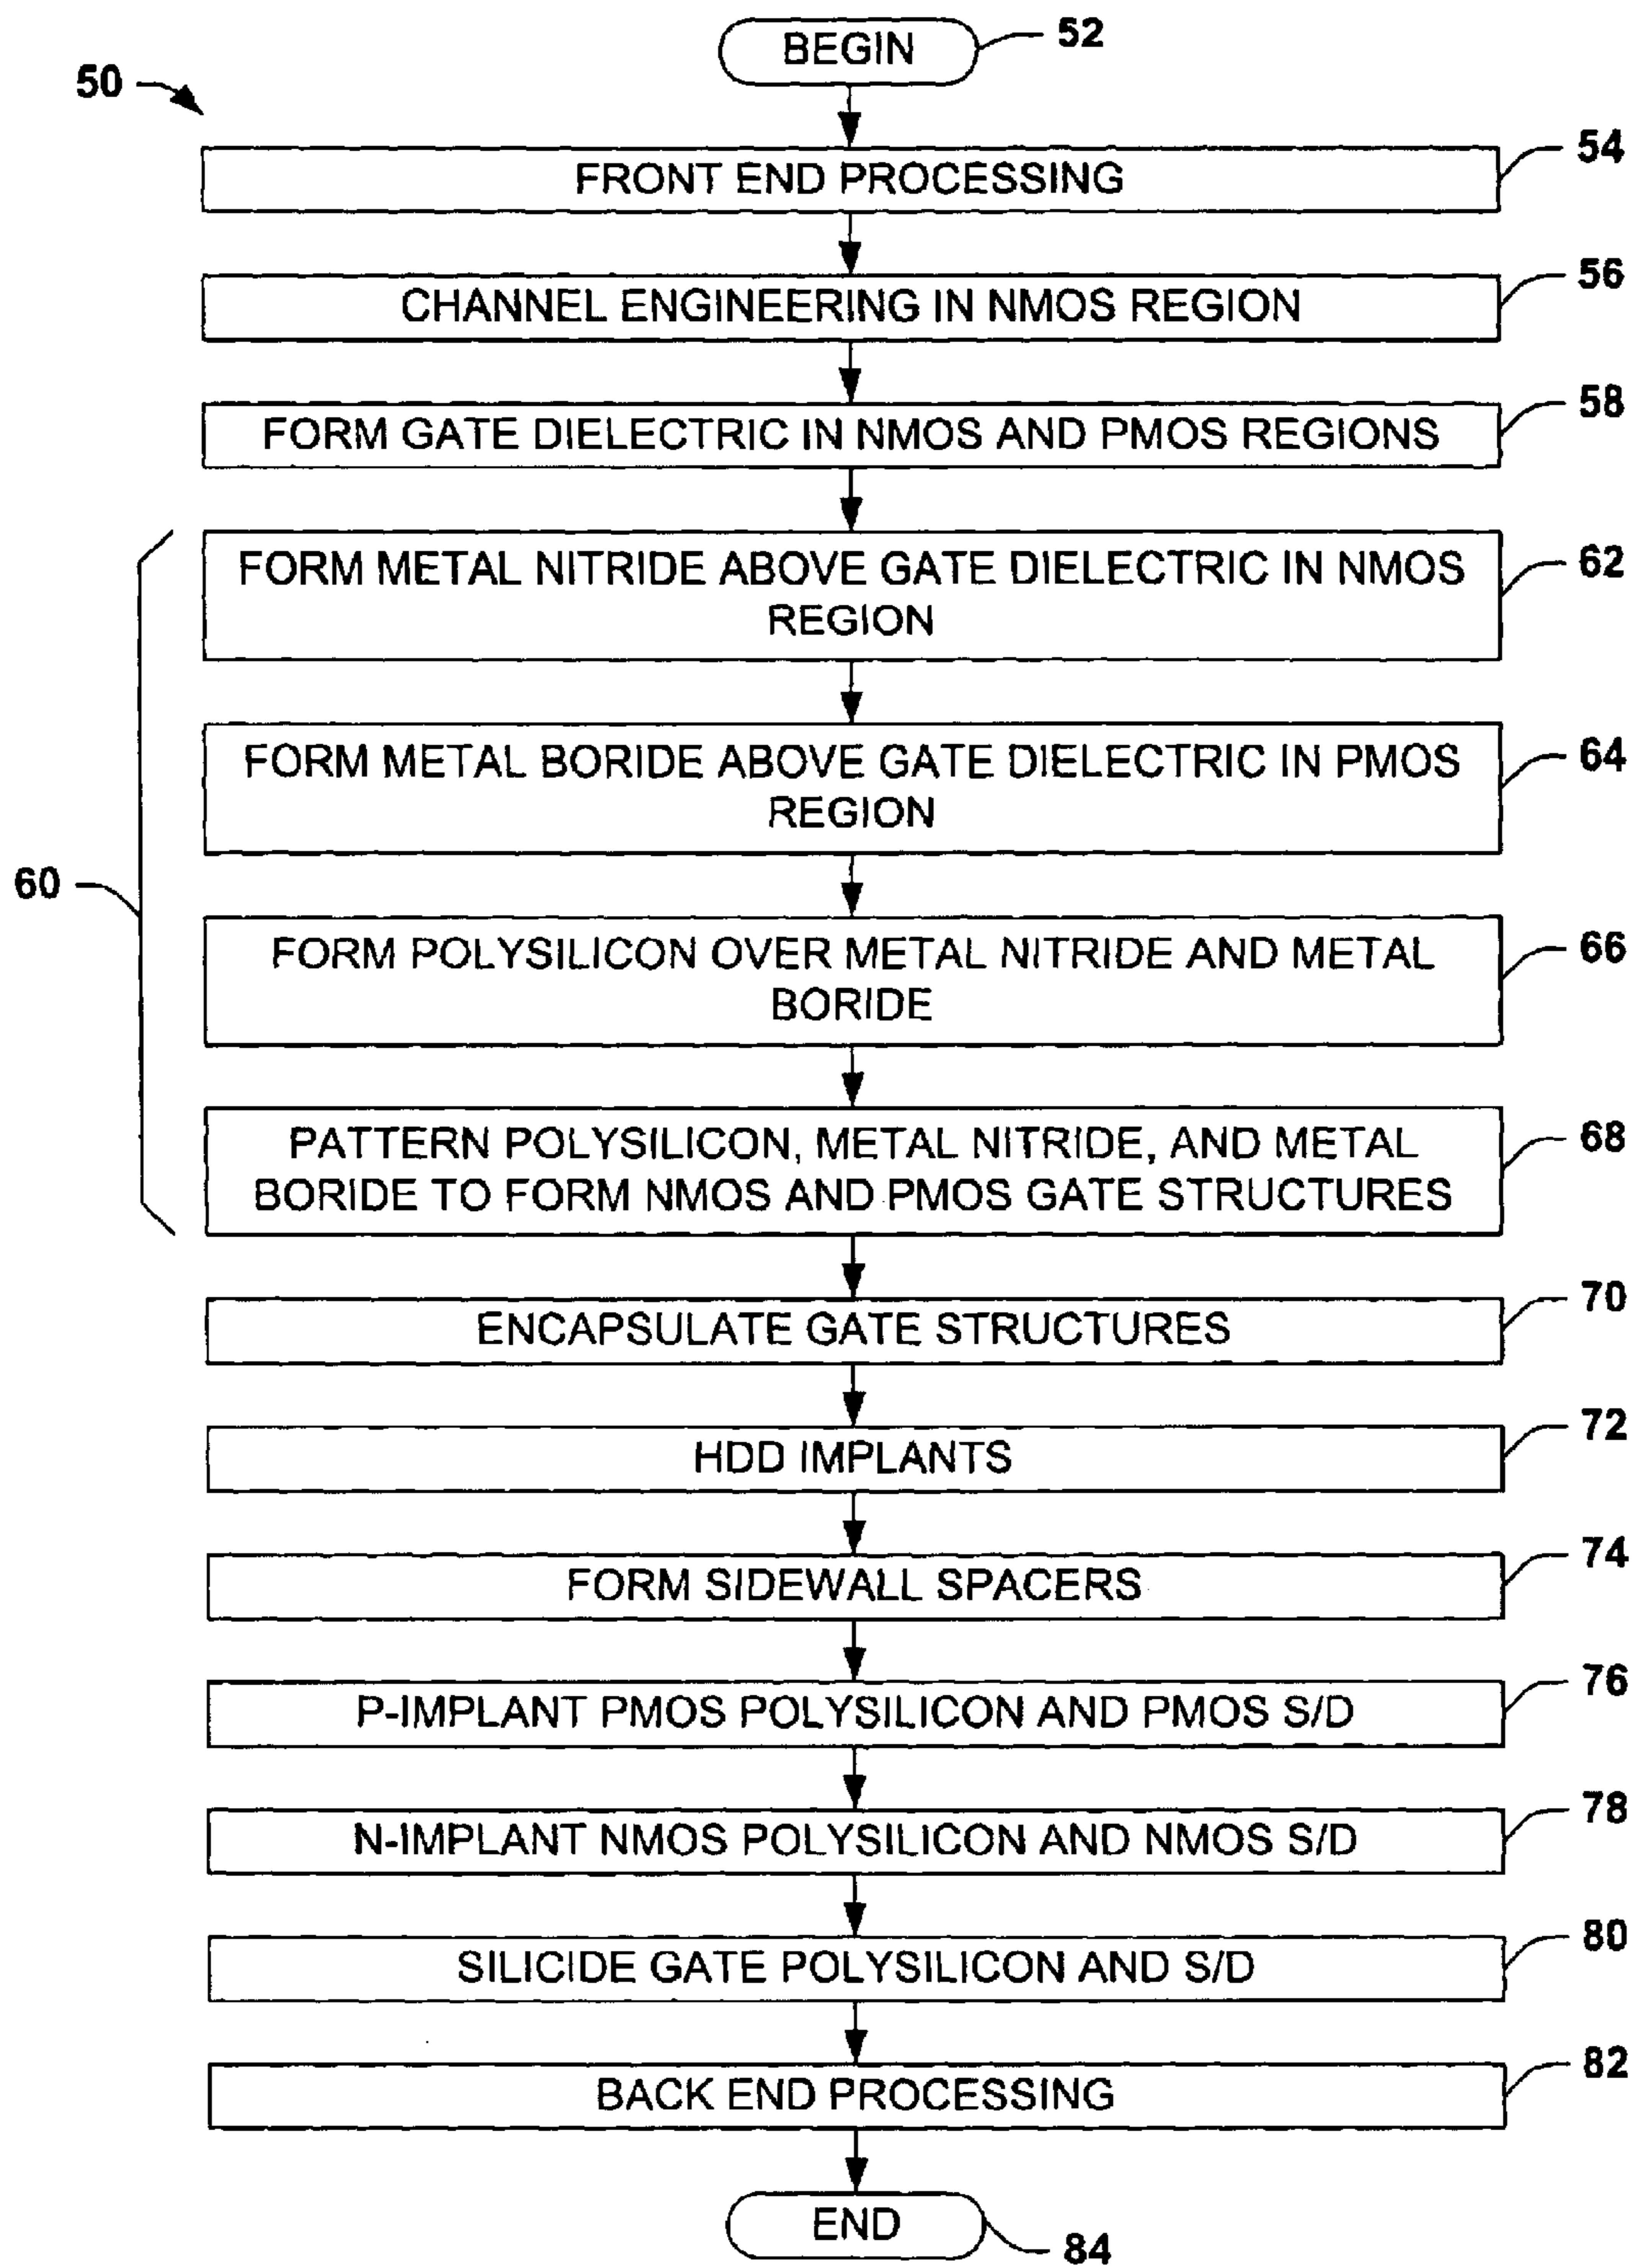 BEGIN
52
50
FRONT END PROCESSING
54
CHANNEL ENGINEERING IN NMOS REGION
56
FORM GATE DIELECTRIC IN NMOS AND PMOS REGIONS
58
60
FORM METAL NITRIDE ABOVE GATE DIELECTRIC IN NMOS
REGION
62
FORM METAL BORIDE ABOVE GATE DIELECTRIC IN PMOS
REGION
64
FORM POLYSILICON OVER METAL NITRIDE AND METAL
BORIDE
66
PATTERN POLYSILICON, METAL NITRIDE, AND METAL
BORIDE TO FORM NMOS AND PMOS GATE STRUCTURES
68
ENCAPSULATE GATE STRUCTURES
70
HDD IMPLANTS
72
FORM SIDEWALL SPACERS
74
P-IMPLANT PMOS POLYSILICON AND PMOS S/D
76
N-IMPLANT NMOS POLYSILICON AND NMOS S/D
78
SILICIDE GATE POLYSILICON AND S/D
80
BACK END PROCESSING
82
END
84